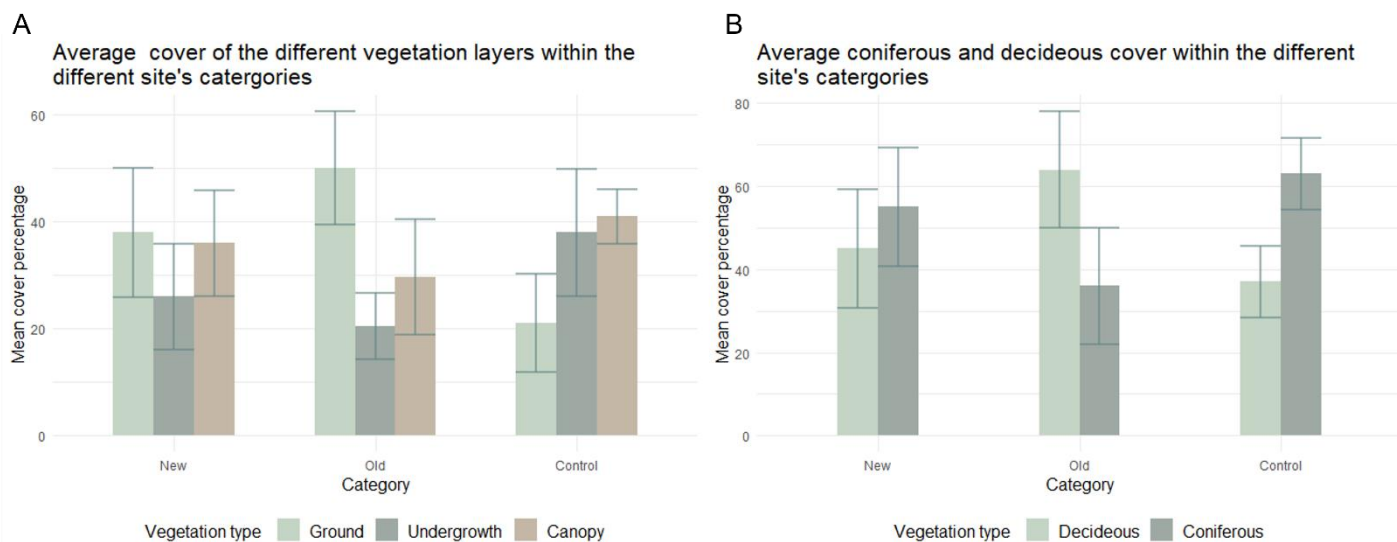 A
Average  cover of the different vegetation layers within the
different site's catergories
Mean cover percentage
60
40
20
0
New
Old
Control
Category
Vegetation type
Ground
Undergrowth
Canopy
B
Average coniferous and decideous cover within the different
site's catergories
Mean cover percentage
80
60
40
20
0
New
Old
Control
Category
Vegetation type
Decideous
Coniferous